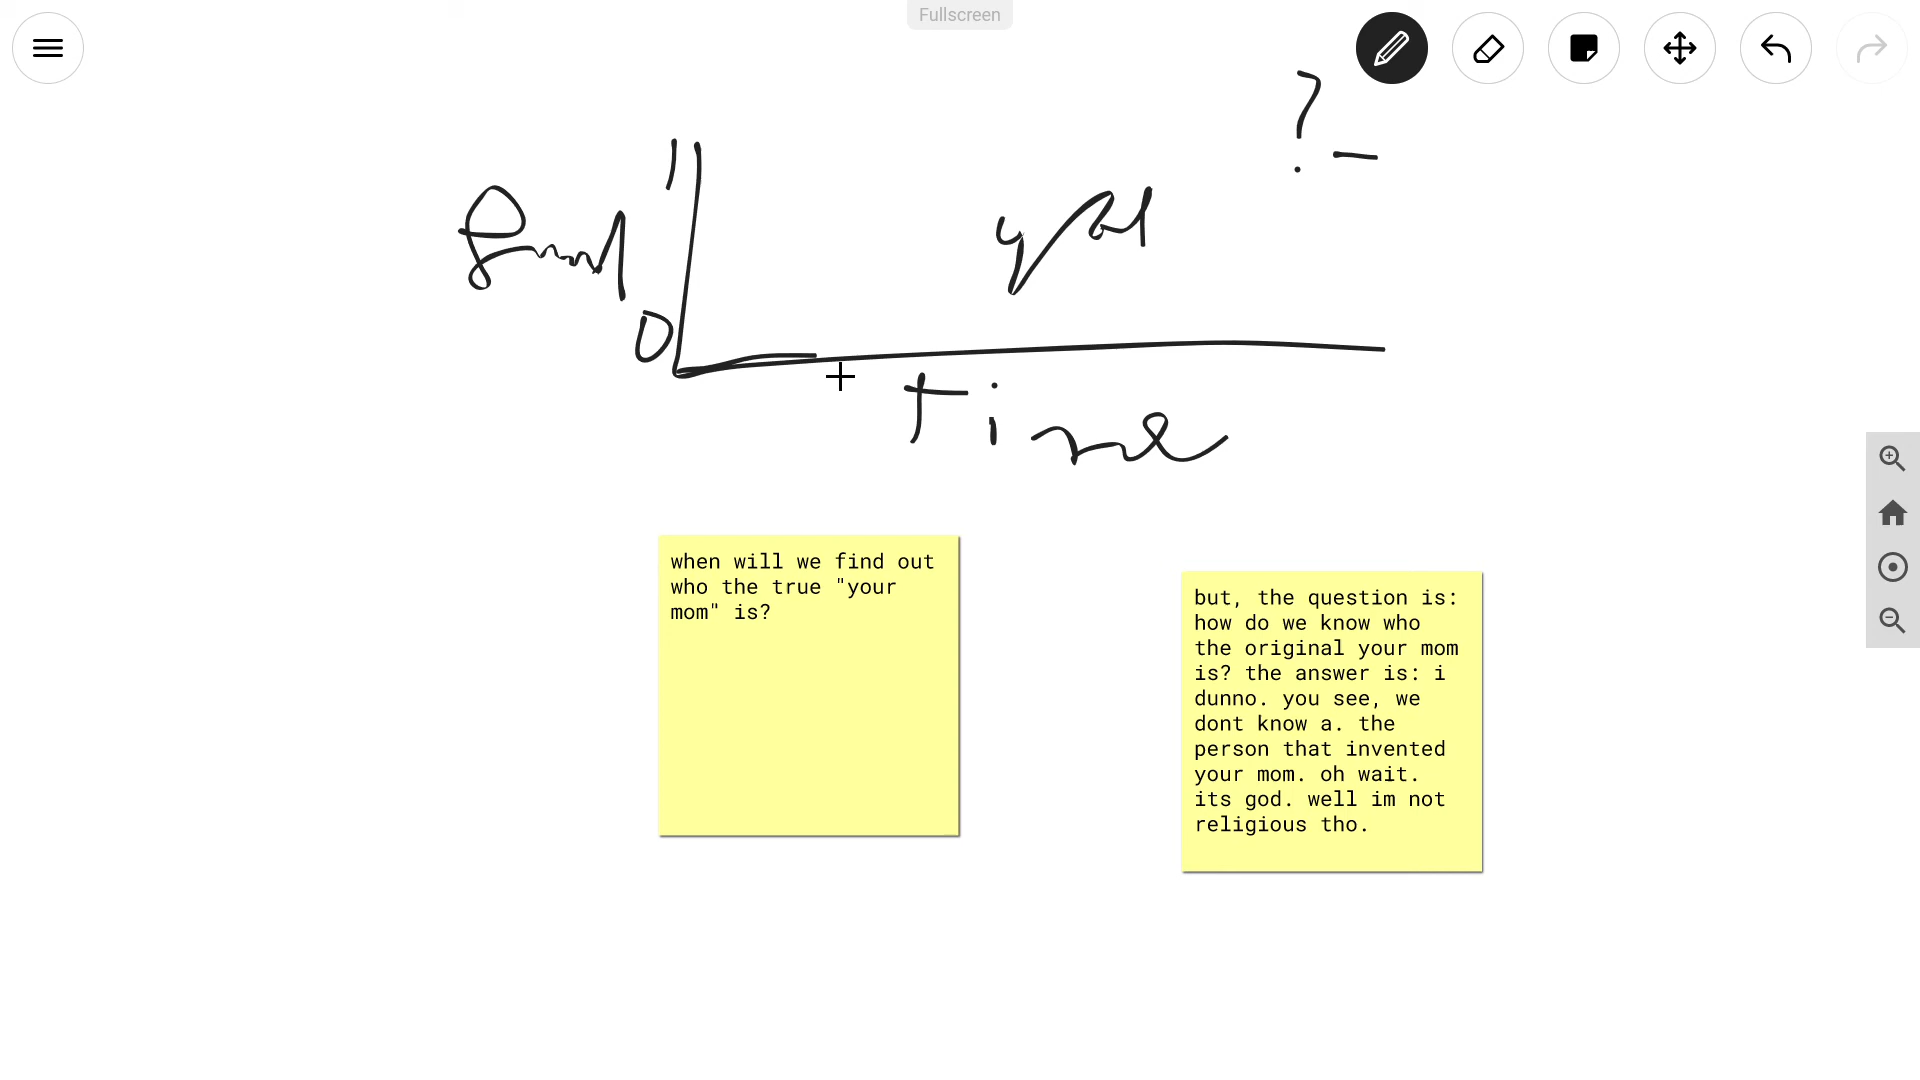 Fullscreen
?-
1
0
time
when will we find out
who the true "your
mom" is?
but, the question is:
how do we know who
the original your mom
is? the answer is: i
dunno. you see, we
dont know a. the
person that invented
your mom. oh wait.
its god. well im not
religious tho.